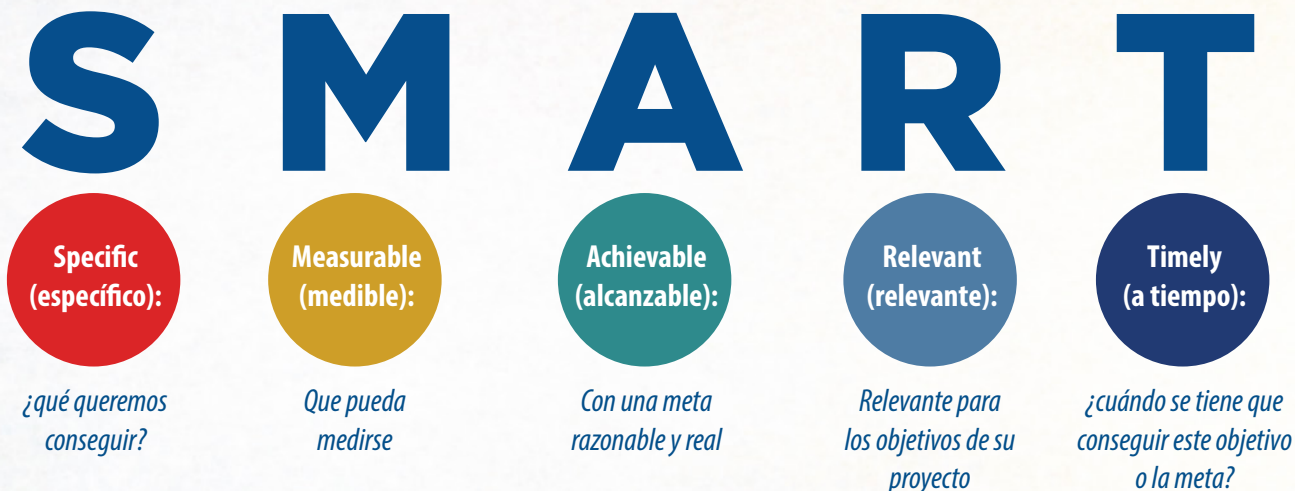 SMART
Specific
(específico):
¿qué queremos
conseguir?
Measurable
(medible):
Que pueda
medirse
Achievable
(alcanzable):
Con una meta
razonable y real
Relevant
(relevante):
Relevante para
los objetivos de su
proyecto
Timely
(a tiempo):
¿cuándo se tiene que
conseguir este objetivo
o la meta?